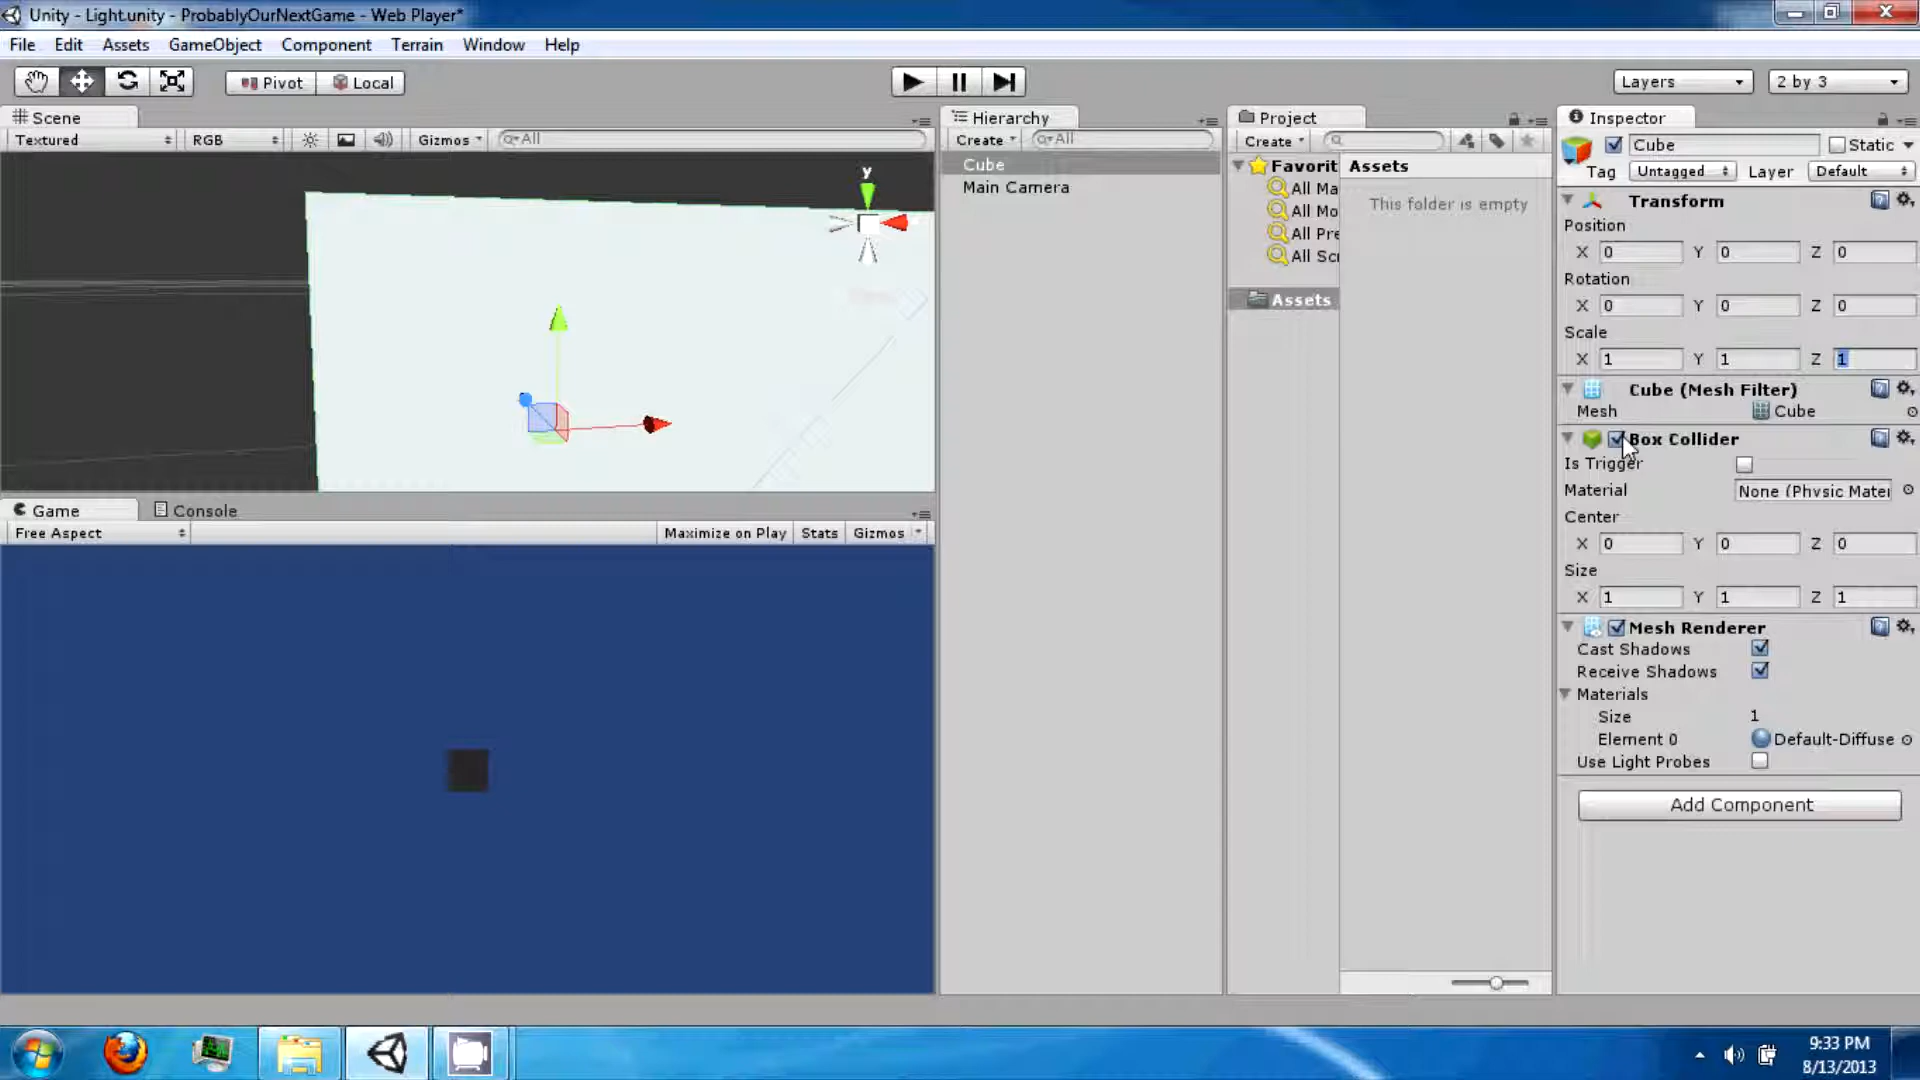 Unity - Light.unity - ProbablyOurNextGame - Web Player*
File Edit Assets GameObject Component Terrain Window Help
Pivot Local
Layers 2 by 3
Scene
Textured RGB Gizmos All
y
Game Console
Free Aspect Maximize on Play Stats Gizmos
Hierarchy
Create All
Cube
Main Camera
Project
Create
Favorit
All Ma
All Mo
All Pre
All Scr
Assets
Assets
This folder is empty
Inspector
Cube Static
Tag Untagged Layer Default
Transform
Position
X 0 Y 0 Z 0
Rotation
X 0 Y 0 Z 0
Scale
X 1 Y 1 Z 1
Cube (Mesh Filter)
Mesh Cube
Box Collider
Is Trigger
Material None (Physic Mater
Center
X 0 Y 0 Z 0
Size
X 1 Y 1 Z 1
Mesh Renderer
Cast Shadows
Receive Shadows
Materials
Size 1
Element 0 Default-Diffuse
Use Light Probes
Add Component
9:33 PM
8/13/2013